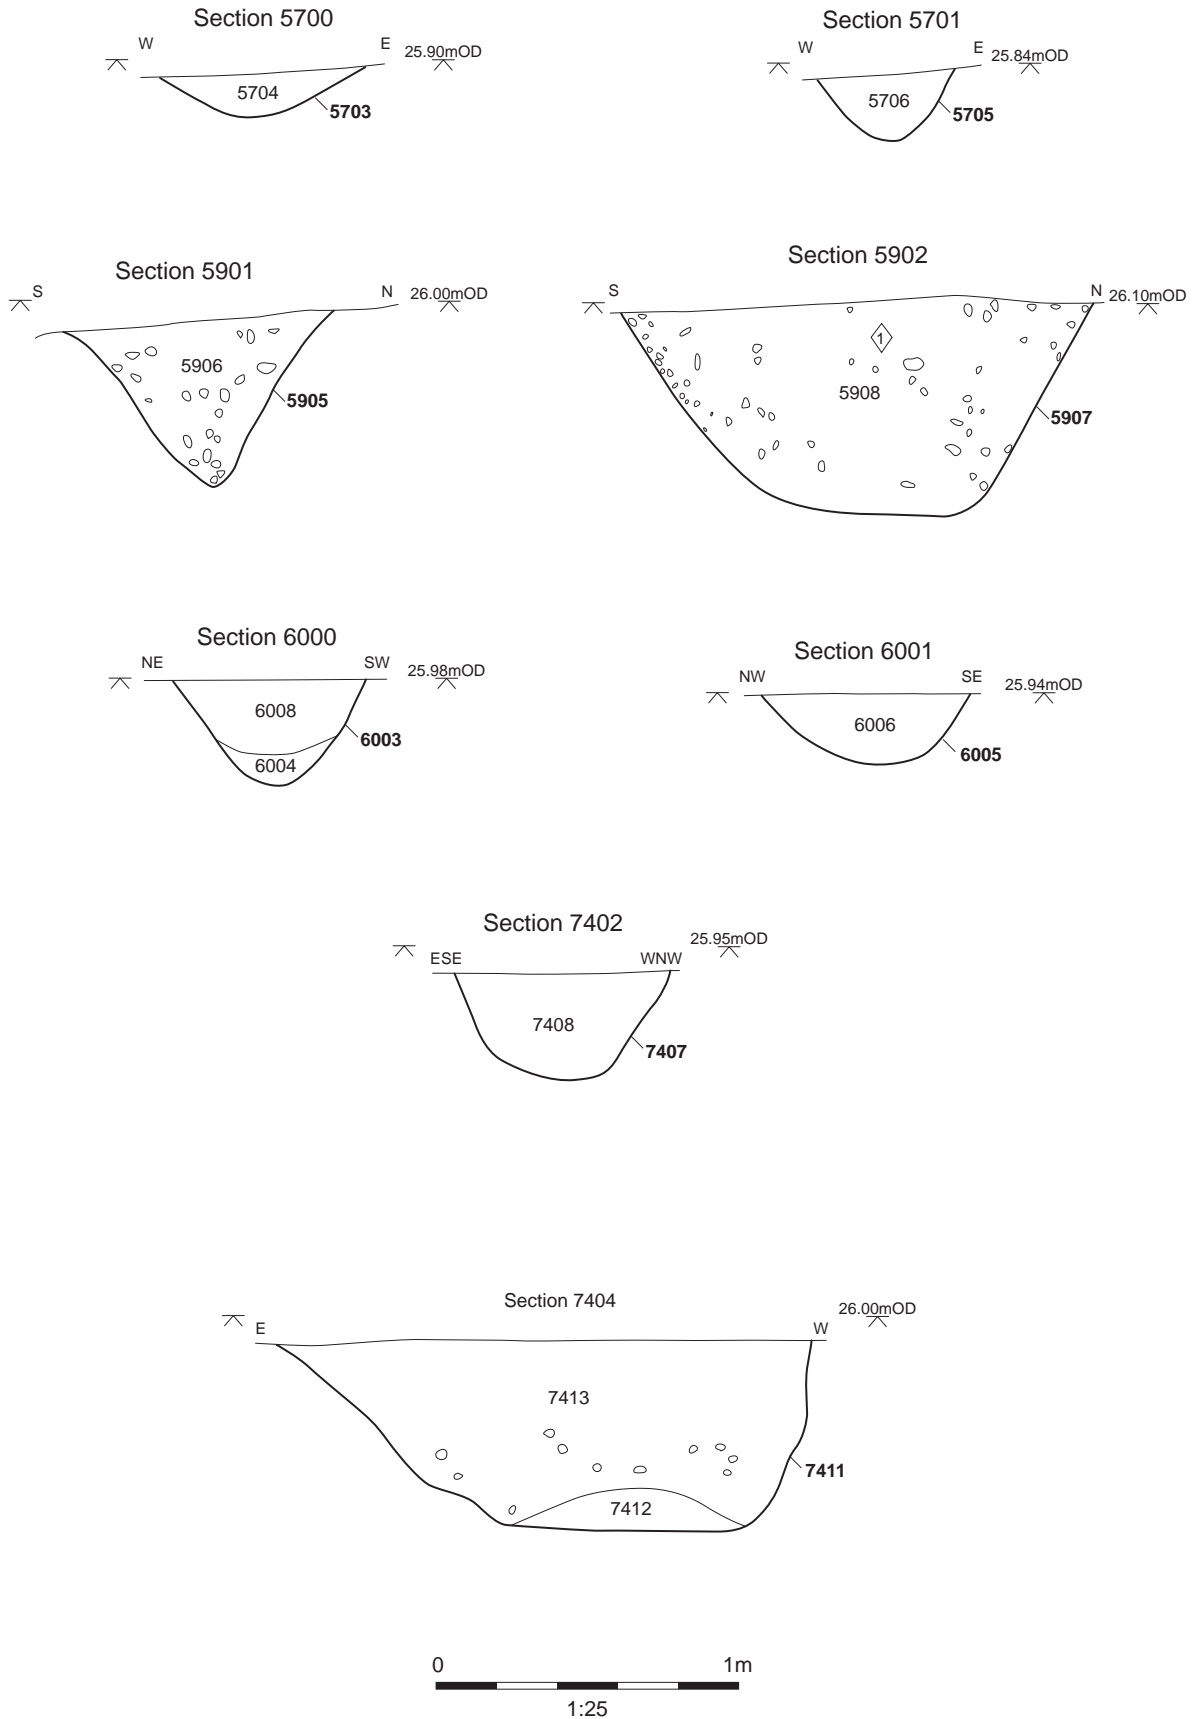 Section 5700
W E 25.90mOD
5704
5703
Section 5701
W E 25.84mOD
5706
5705
Section 5901
S N 26.00mOD
5906
5905
Section 5902
S N 26.10mOD
1
5908
5907
Section 6000
NE SW 25.98mOD
6008
6003
6004
Section 6001
NW SE 25.94mOD
6006
6005
Section 7402
ESE WNW 25.95mOD
7408
7407
Section 7404
E W 26.00mOD
7413
7411
7412
0 1m
1:25